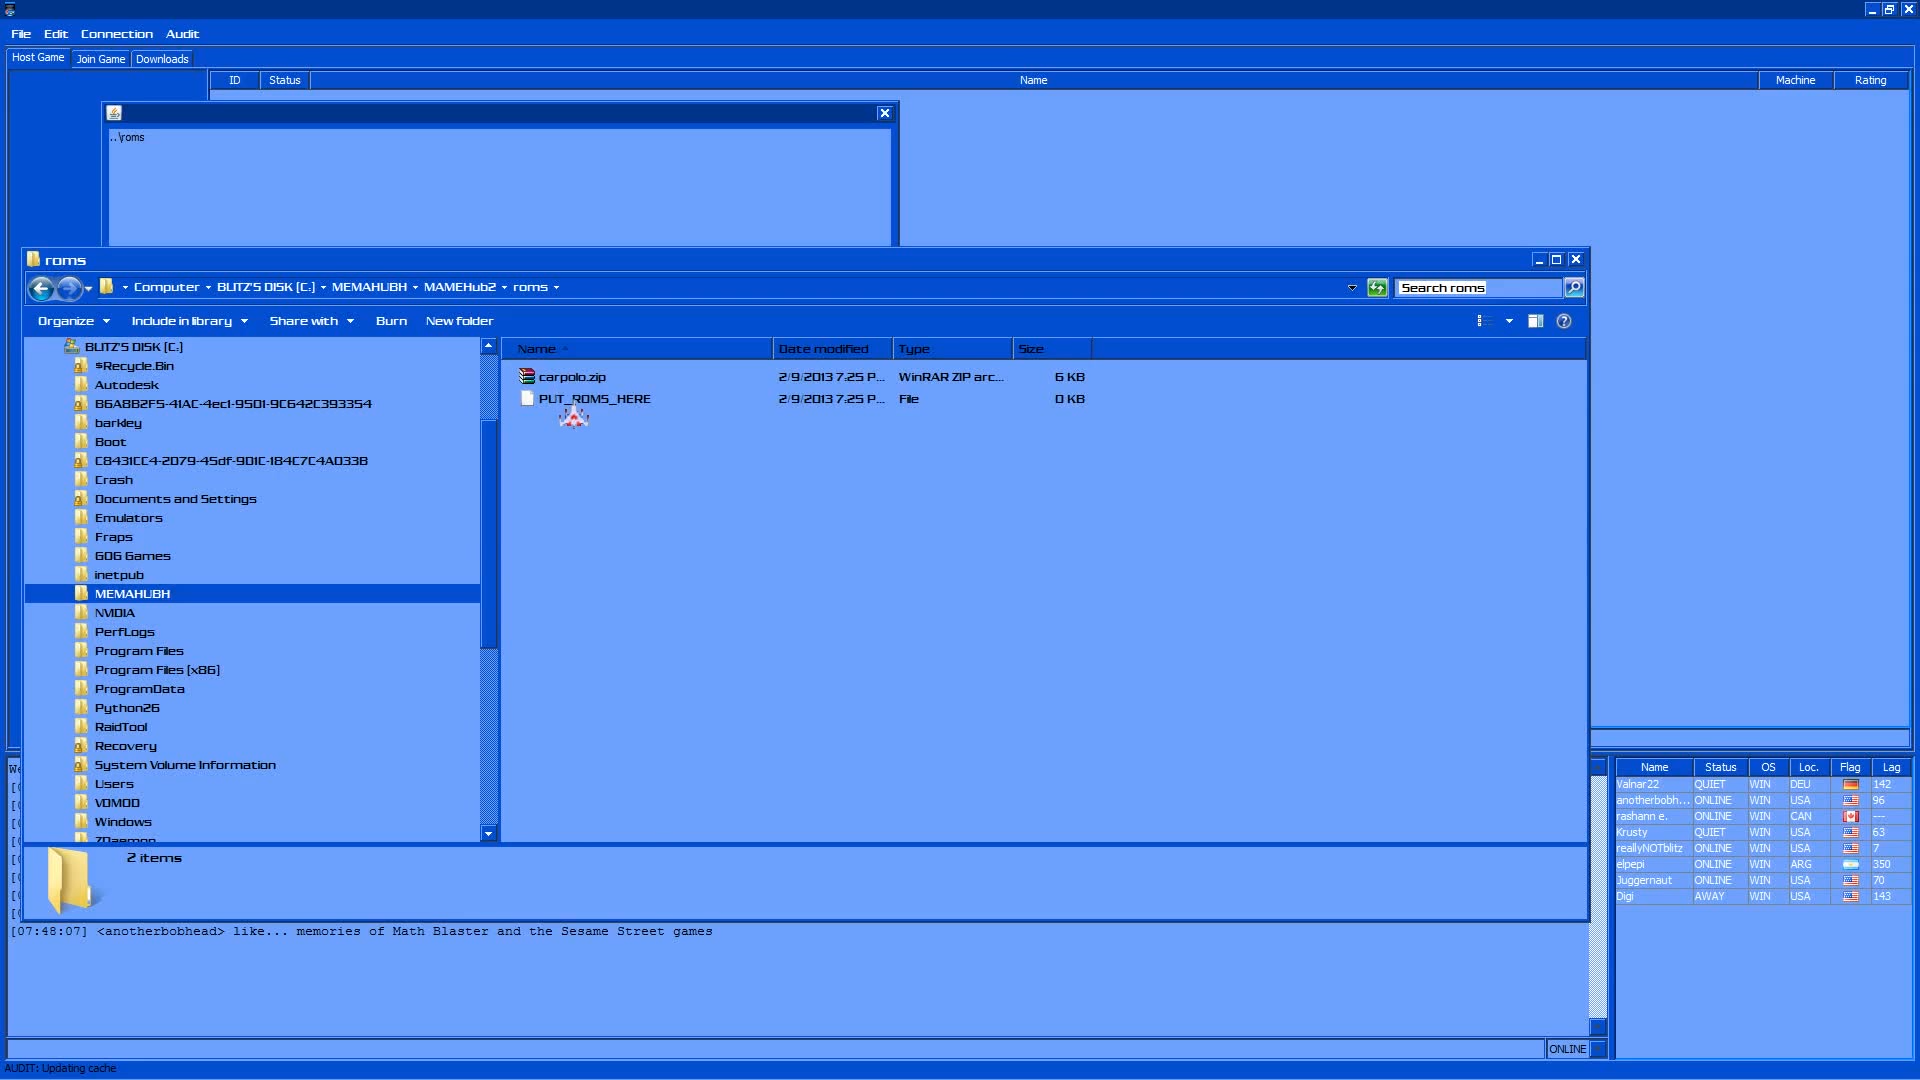 File Edit Connection Audit
Host Game Join Game Downloads
ID Status Name Machine Rating
..\roms
roms
Computer BLITZ'S DISK [C:] MEMAHUBH MAMEHub2 roms
Search roms
Organize Include in library Share with Burn New folder
BLITZ'S DISK [C:]
$Recycle.Bin
Autodesk
B6A8B2F5-41AC-4ec1-9501-9C642C393354
barkley
Boot
C8431CC4-2D79-45df-9D1C-184C7C4AD33B
Crash
Documents and Settings
Emulators
Fraps
GOG Games
inetpub
MEMAHUBH
NVIDIA
PerfLogs
Program Files
Program Files [x86]
ProgramData
Python26
RaidTool
Recovery
System Volume Information
Users
VDMOD
Windows
ZDaemon
Name Date modified Type Size
carpolo.zip 2/9/2013 7:25 P... WinRAR ZIP arc... 6 KB
PUT_ROMS_HERE 2/9/2013 7:25 P... File 0 KB
2 items
[07:48:07] <anotherbobhead> like... memories of Math Blaster and the Sesame Street games
Name Status OS Loc. Flag Lag
Valnar22 QUIET WIN DEU 142
anotherbobh... ONLINE WIN USA 96
rashann e. ONLINE WIN CAN ---
Krusty QUIET WIN USA 63
reallyNOTblitz ONLINE WIN USA 7
elpepi ONLINE WIN ARG 350
Juggernaut ONLINE WIN USA 70
Digi AWAY WIN USA 143
ONLINE
AUDIT: Updating cache